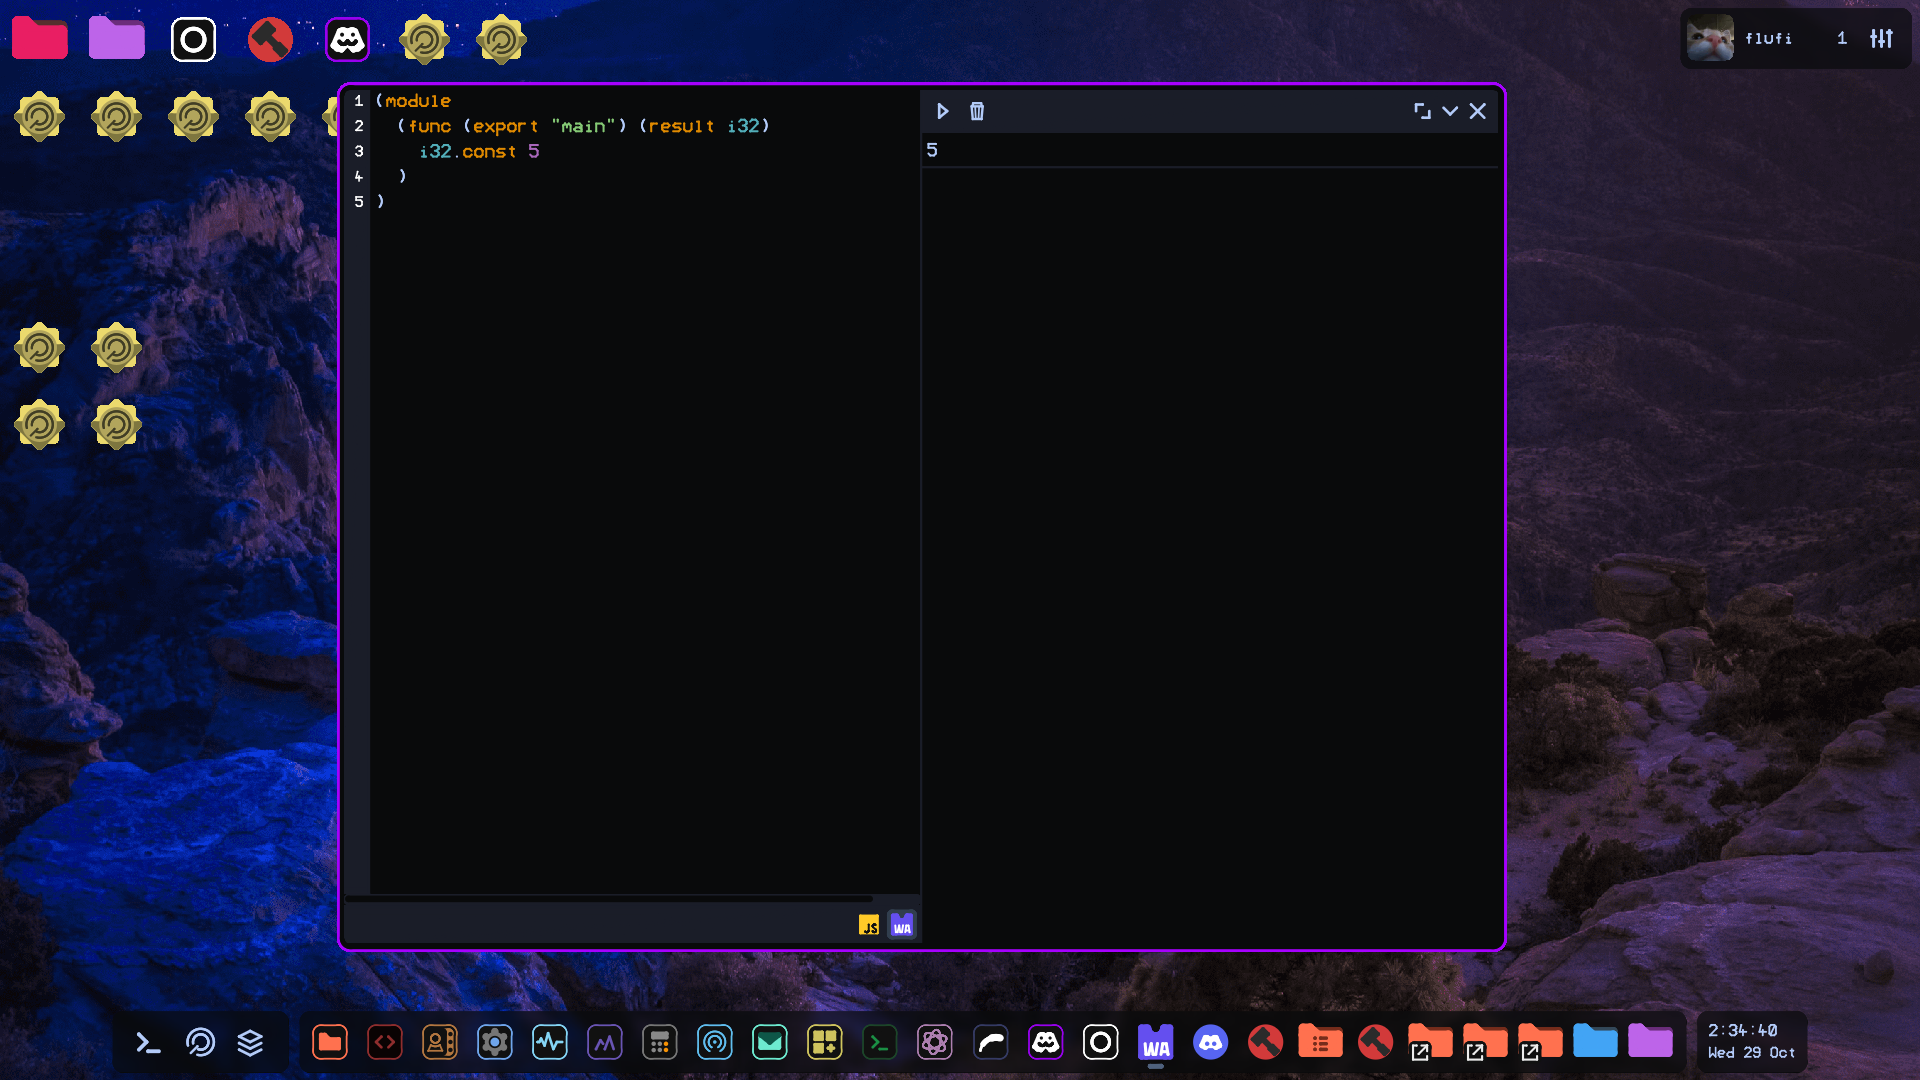 flufi 1
1 (module
2 (func (export "main") (result i32)
3 i32.const 5
4 )
5 )
5
JS WA
WA
2:34:40
Wed 29 Oct